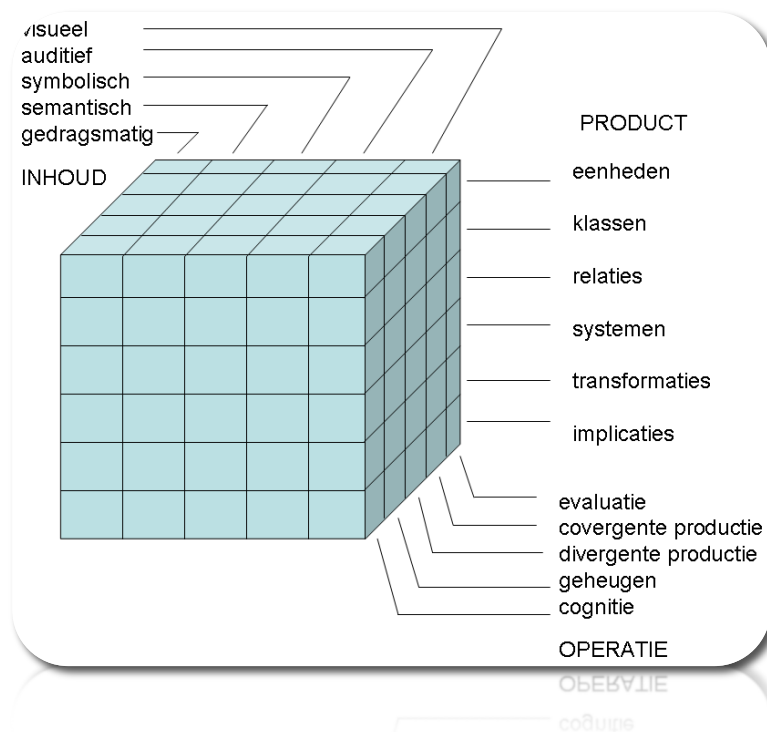 visueel
auditief
symbolisch
semantisch
gedragsmatig
INHOUD
PRODUCT
eenheden
klassen
relaties
systemen
transformaties
implicaties
evaluatie
covergente productie
divergente productie
geheugen
cognitie
OPERATIE